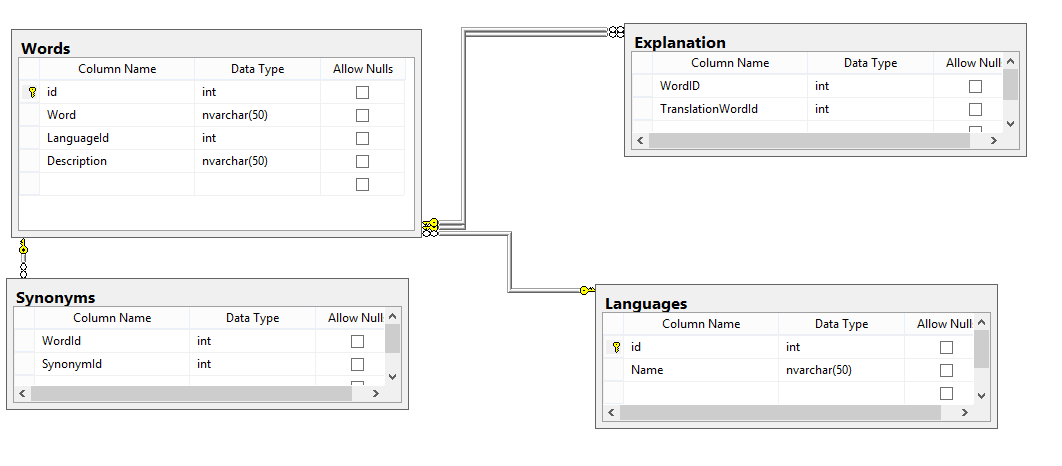 Words
Column Name Data Type Allow Nulls
id int
Word nvarchar(50)
LanguageId int
Description nvarchar(50)
Explanation
Column Name Data Type Allow Null
WordID int
TranslationWordId int
Synonyms
Column Name Data Type Allow Null
WordId int
SynonymId int
Languages
Column Name Data Type Allow Null
id int
Name nvarchar(50)